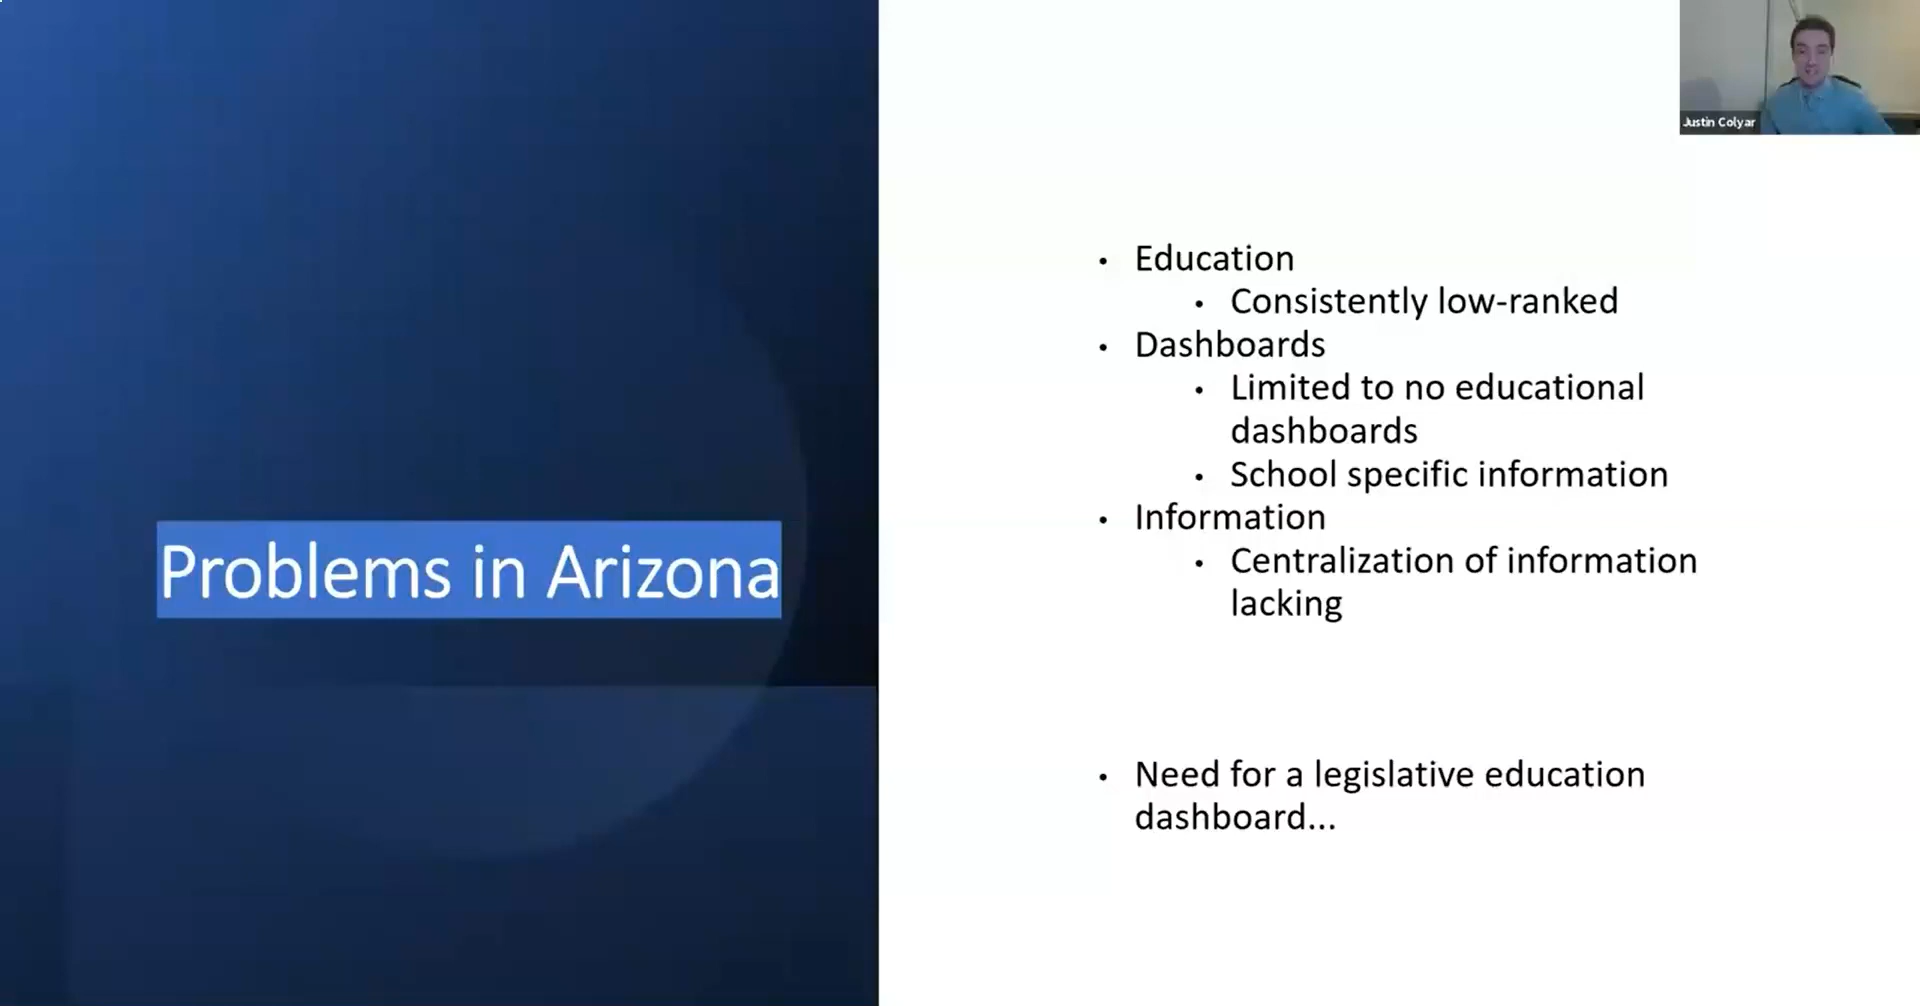 Problems in Arizona
Justin Colyar
• Education
• Consistently low-ranked
• Dashboards
• Limited to no educational
dashboards
• School specific information
• Information
• Centralization of information
lacking
• Need for a legislative education
dashboard...